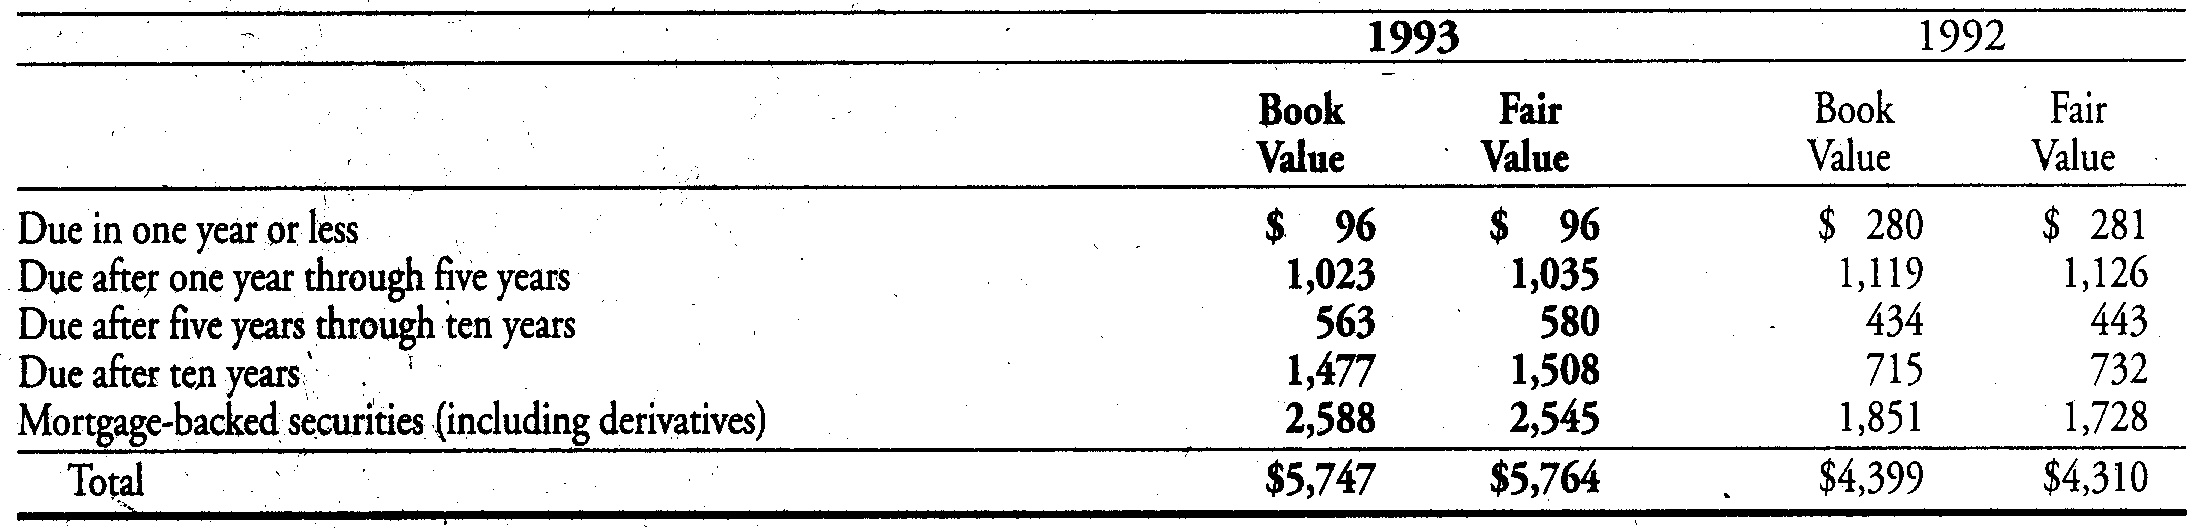 1993 1992
Book Fair Book Fair
Value Value Value Value
Due in one year or less $ 96 $ 96 $ 280 $ 281
Due after one year through five years 1,023 1,035 1,119 1,126
Due after five years through ten years 563 580 434 443
Due after ten years 1,477 1,508 715 732
Mortgage-backed securities (including derivatives) 2,588 2,545 1,851 1,728
Total $5,747 $5,764 $4,399 $4,310